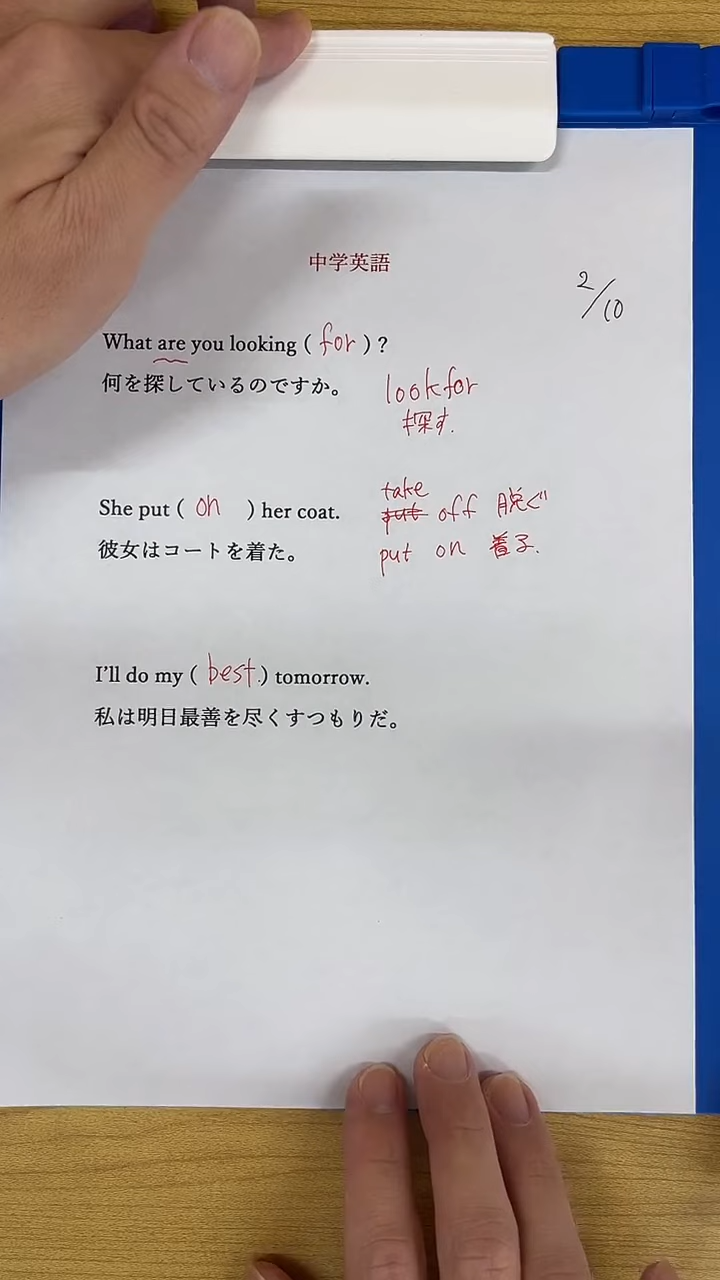 中学英語
2/10
What are you looking ( for ) ?
何を探しているのですか。
look for
探す.
She put ( on ) her coat.
彼女はコートを着た。
take
put off 脱ぐ
put on 着る.
I'll do my ( best. ) tomorrow.
私は明日最善を尽くすつもりだ。